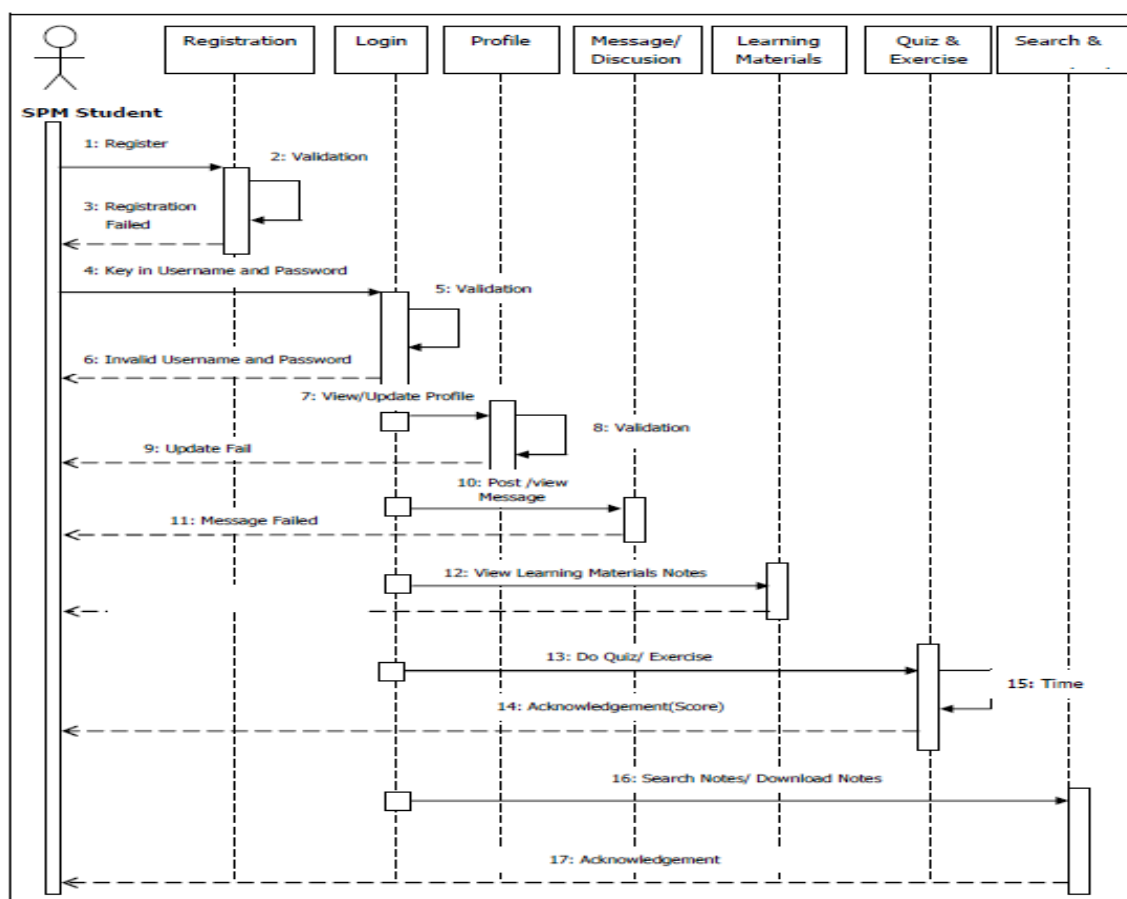 Registration
Login
Profile
Message/
Discusion
Learning
Materials
Quiz &
Exercise
Search &
SPM Student
1: Register
2: Validation
3: Registration
Failed
4: Key in Username and Password
5: Validation
6: Invalid Username and Password
7: View/Update Profile
8: Validation
9: Update Fail
10: Post /view
Message
11: Message Failed
12: View Learning Materials Notes
13: Do Quiz/ Exercise
15: Time
14: Acknowledgement(Score)
16: Search Notes/ Download Notes
17: Acknowledgement